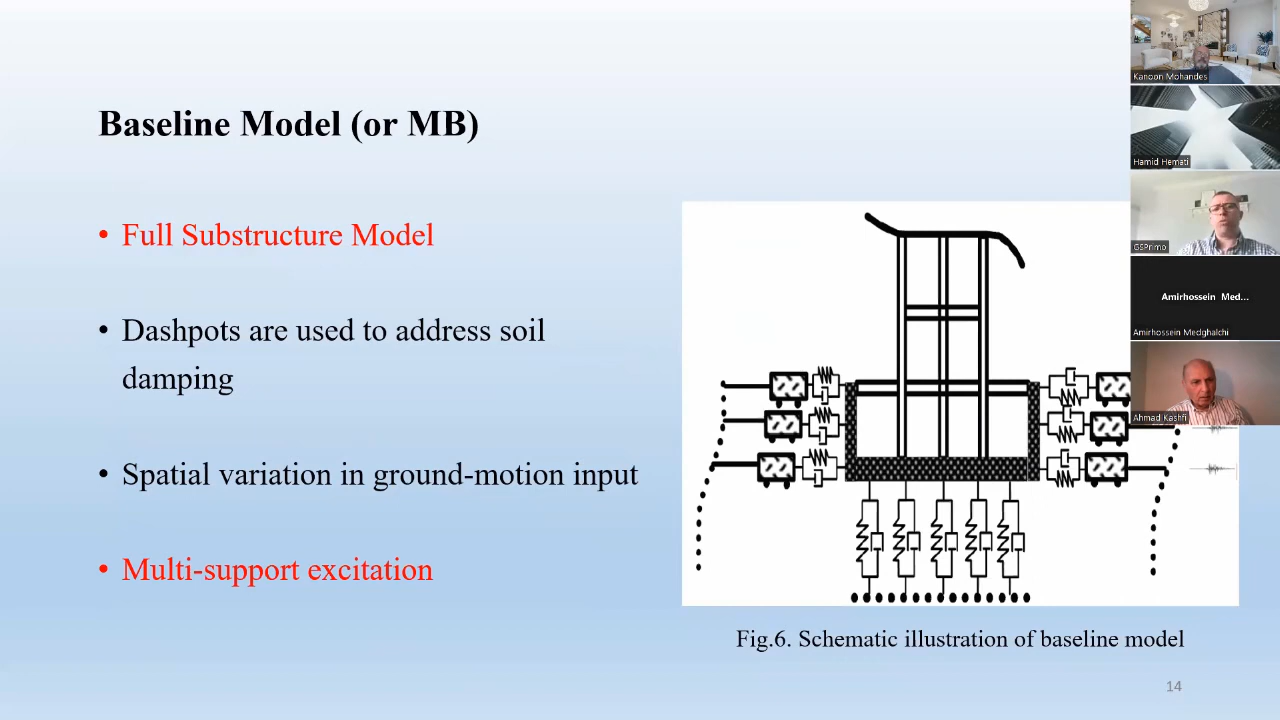 Baseline Model (or MB)
• Full Substructure Model
• Dashpots are used to address soil
damping
• Spatial variation in ground-motion input
• Multi-support excitation
Fig.6. Schematic illustration of baseline model
14
Kanoon Mohandes
Hamid Hemati
GSPrimo
Amirhossein Med...
Amirhossein Medghalchi
Ahmad Kashfi